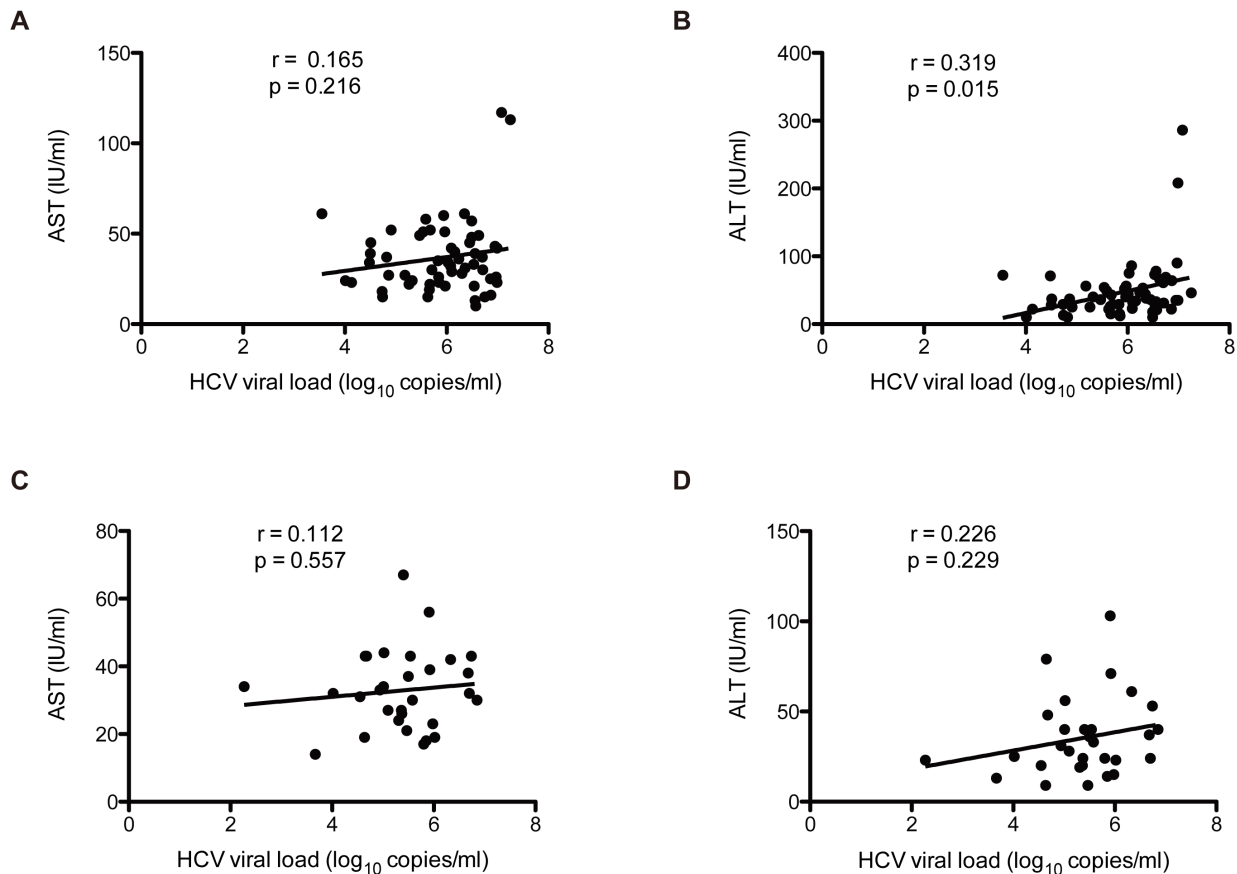 A
r = 0.165
p = 0.216
150
100
50
0
AST (IU/ml)
0 2 4 6 8
HCV viral load (log10 copies/ml)
B
r = 0.319
p = 0.015
400
300
200
100
0
ALT (IU/ml)
0 2 4 6 8
HCV viral load (log10 copies/ml)
C
r = 0.112
p = 0.557
80
60
40
20
0
AST (IU/ml)
0 2 4 6 8
HCV viral load (log10 copies/ml)
D
r = 0.226
p = 0.229
150
100
50
0
ALT (IU/ml)
0 2 4 6 8
HCV viral load (log10 copies/ml)